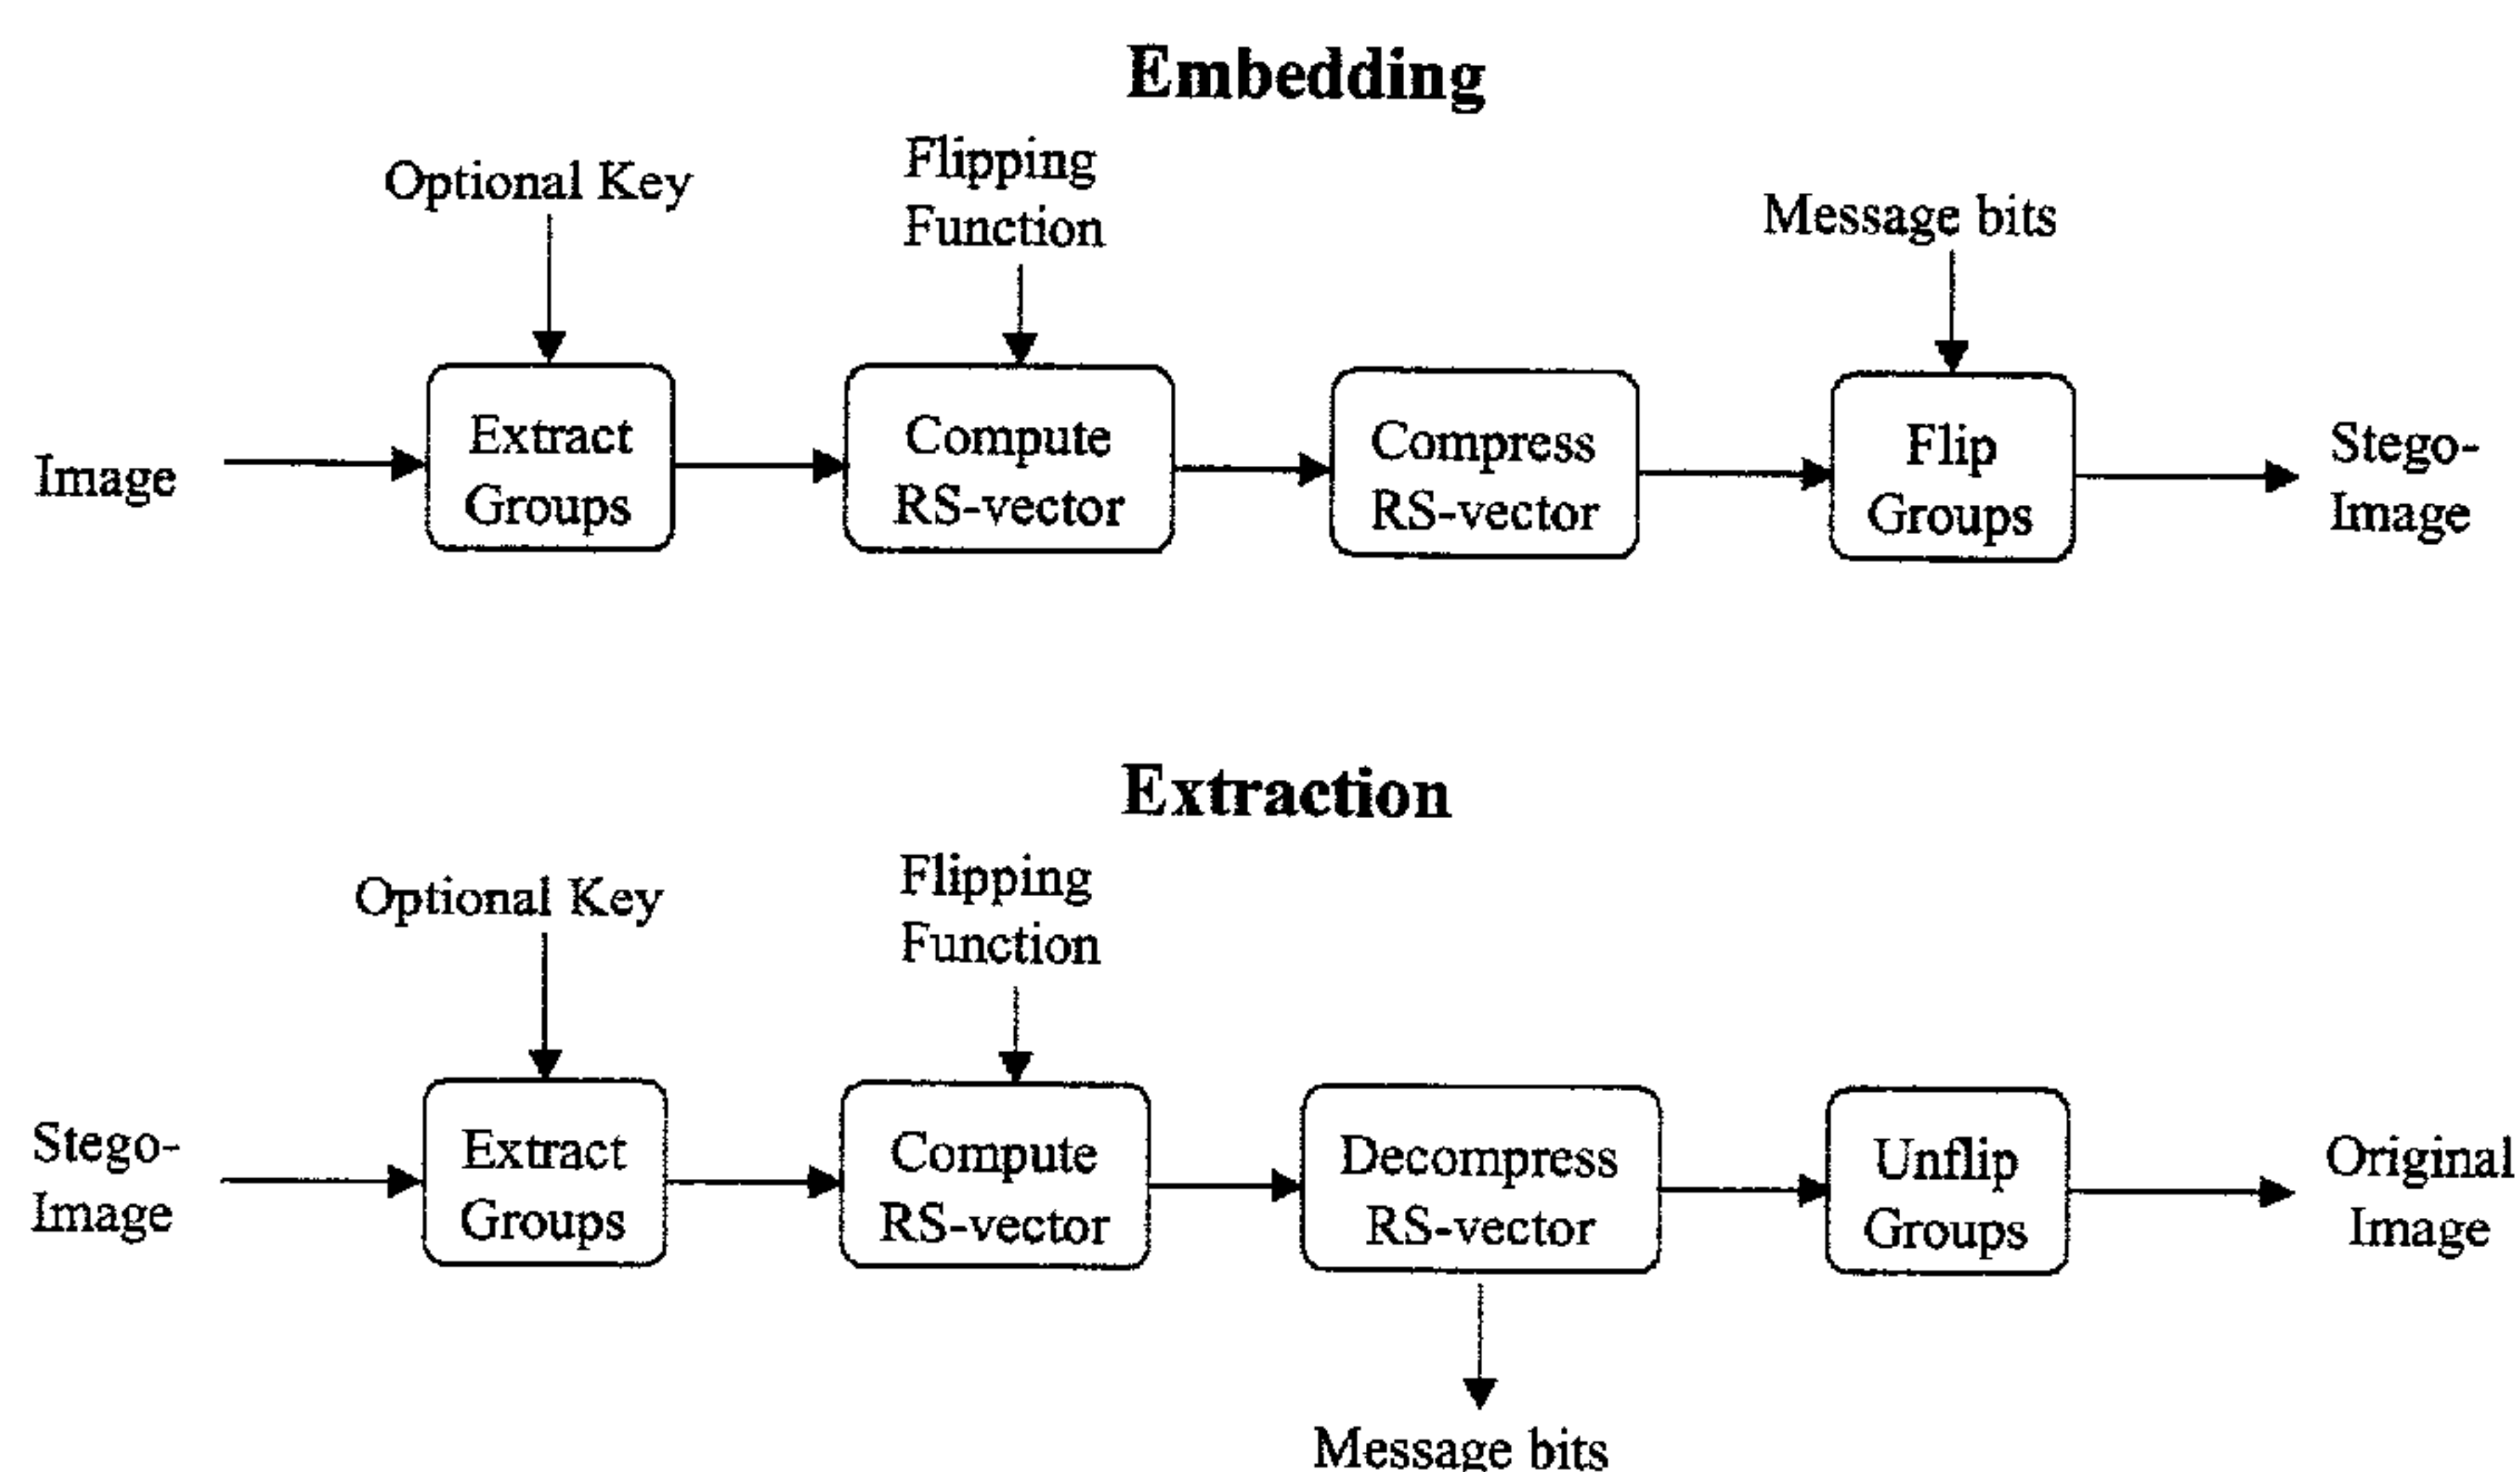 Embedding
Optional Key
Flipping
Function
Message bits
Image
Extract
Groups
Compute
RS-vector
Compress
RS-vector
Flip
Groups
Stego-
Image
Extraction
Optional Key
Flipping
Function
Stego-
Image
Extract
Groups
Compute
RS-vector
Decompress
RS-vector
Unflip
Groups
Original
Image
Message bits